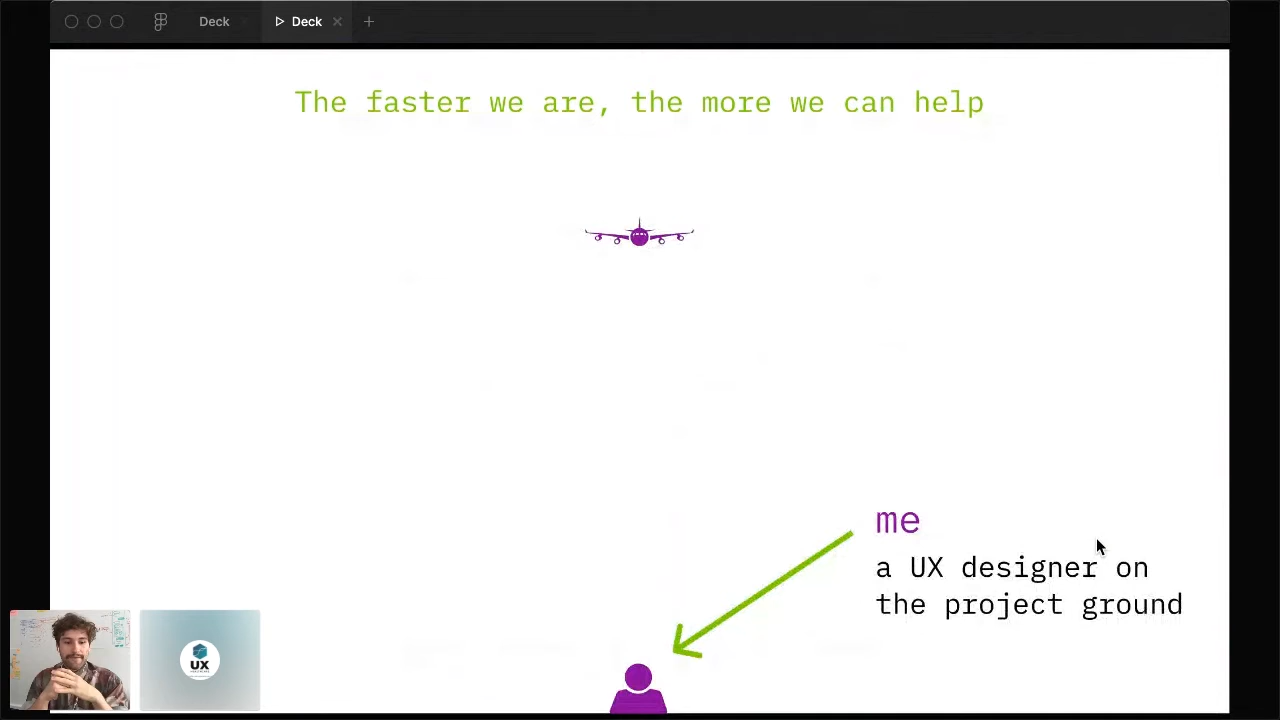 Deck
Deck
The faster we are, the more we can help
me
a UX designer on
the project ground
UX